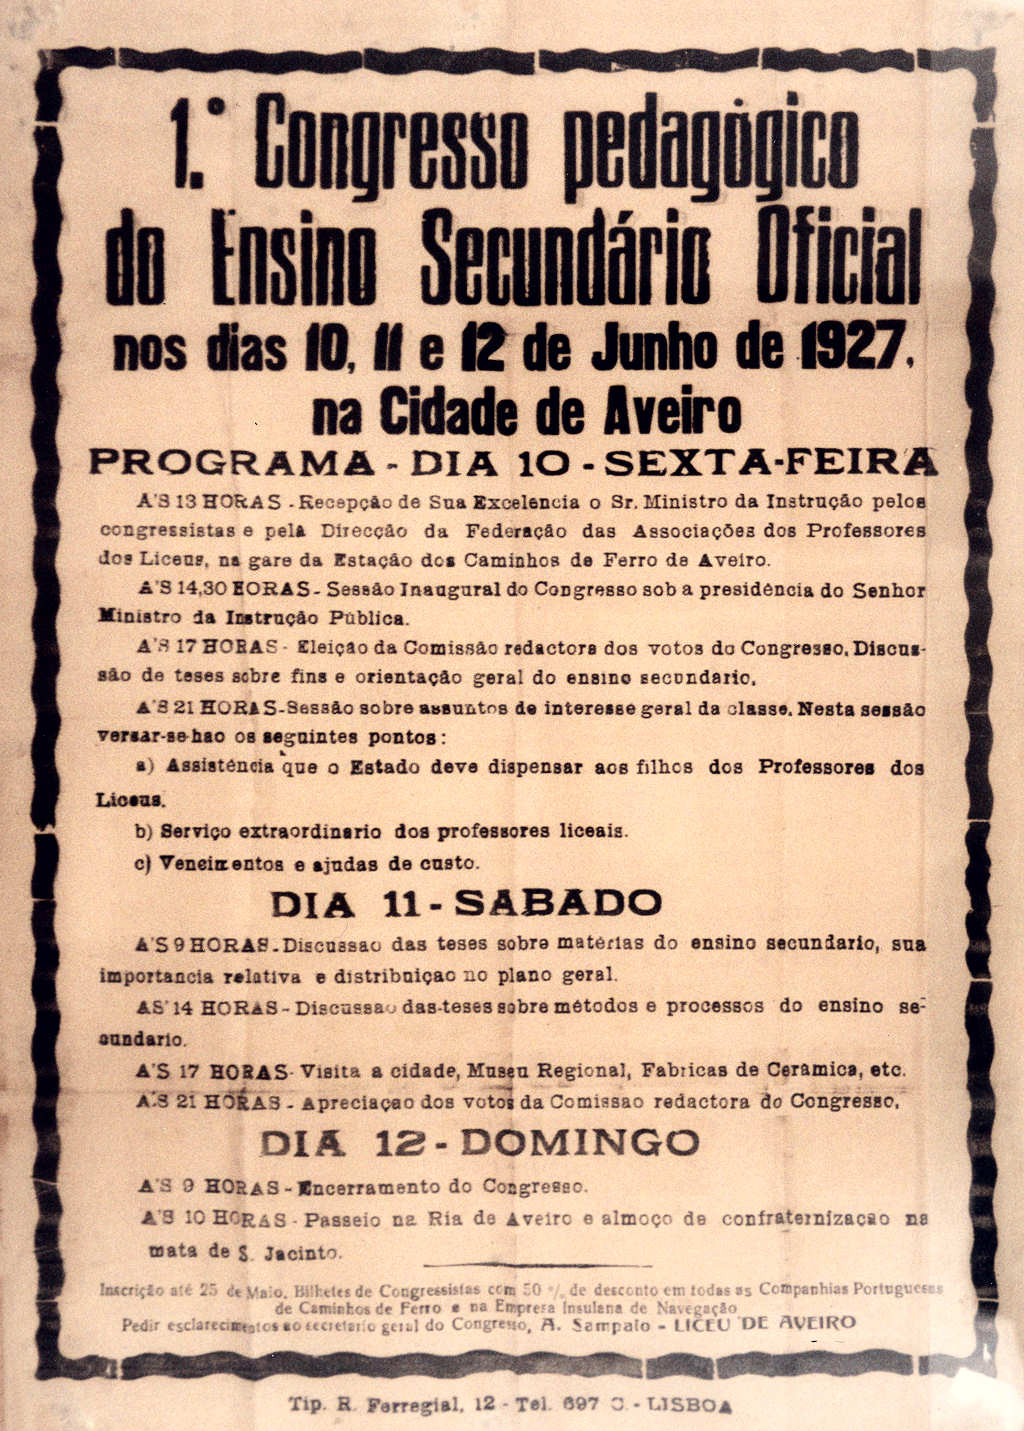 1.º Congresso pedagógico
do Ensino Secundário Oficial
nos dias 10, 11 e 12 de Junho de 1927,
na Cidade de Aveiro
PROGRAMA - DIA 10 - SEXTA-FEIRA
A'S 13 HORAS - Recepção de Sua Excelencia o Sr. Ministro da Instrução pelos
congressistas e pela Direcção da Federação das Associações dos Professores
dos Liceus, na gare da Estação dos Caminhos de Ferro de Aveiro.
A'S 14,30 HORAS - Sessão Inaugural do Congresso sob a presidência do Senhor
Ministro da Instrução Pública.
A'S 17 HORAS - Eleição da Comissão redactora dos votos do Congresso. Discus-
são de teses sobre fins e orientação geral do ensino secundario.
A'S 21 HORAS - Sessão sobre assuntos de interesse geral da classe. Nesta sessão
versar-se-hao os seguintes pontos:
a) Assistência que o Estado deve dispensar aos filhos dos Professores dos
Liceus.
b) Serviço extraordinario dos professores liceais.
c) Vencimentos e ajudas de custo.
DIA 11 - SABADO
A'S 9 HORAS - Discussao das teses sobre matérias do ensino secundario, sua
importancia relativa e distribuiçao no plano geral.
AS' 14 HORAS - Discussao das teses sobre métodos e processos do ensino se-
cundario.
A'S 17 HORAS - Visita a cidade, Museu Regional, Fabricas de Ceramica, etc.
A'S 21 HORAS - Apreciaçao dos votos da Comissao redactora do Congresso.
DIA 12 - DOMINGO
A'S 9 HORAS - Encerramento do Congresso.
A'S 10 HORAS - Passeio na Ria de Aveiro e almoço de confraternizaçao na
mata de S. Jacinto.
Inscrição até 25 de Maio. Bilhetes de Congressistas com 50 % de desconto em todas as Companhias Portuguesas
de Caminhos de Ferro e na Empresa Insulana de Navegação
Pedir esclarecimentos ao secretario geral do Congresso, A. Sampaio - LICEU DE AVEIRO
Tip. R. Ferregial, 12 - Tel. 697 C. - LISBOA